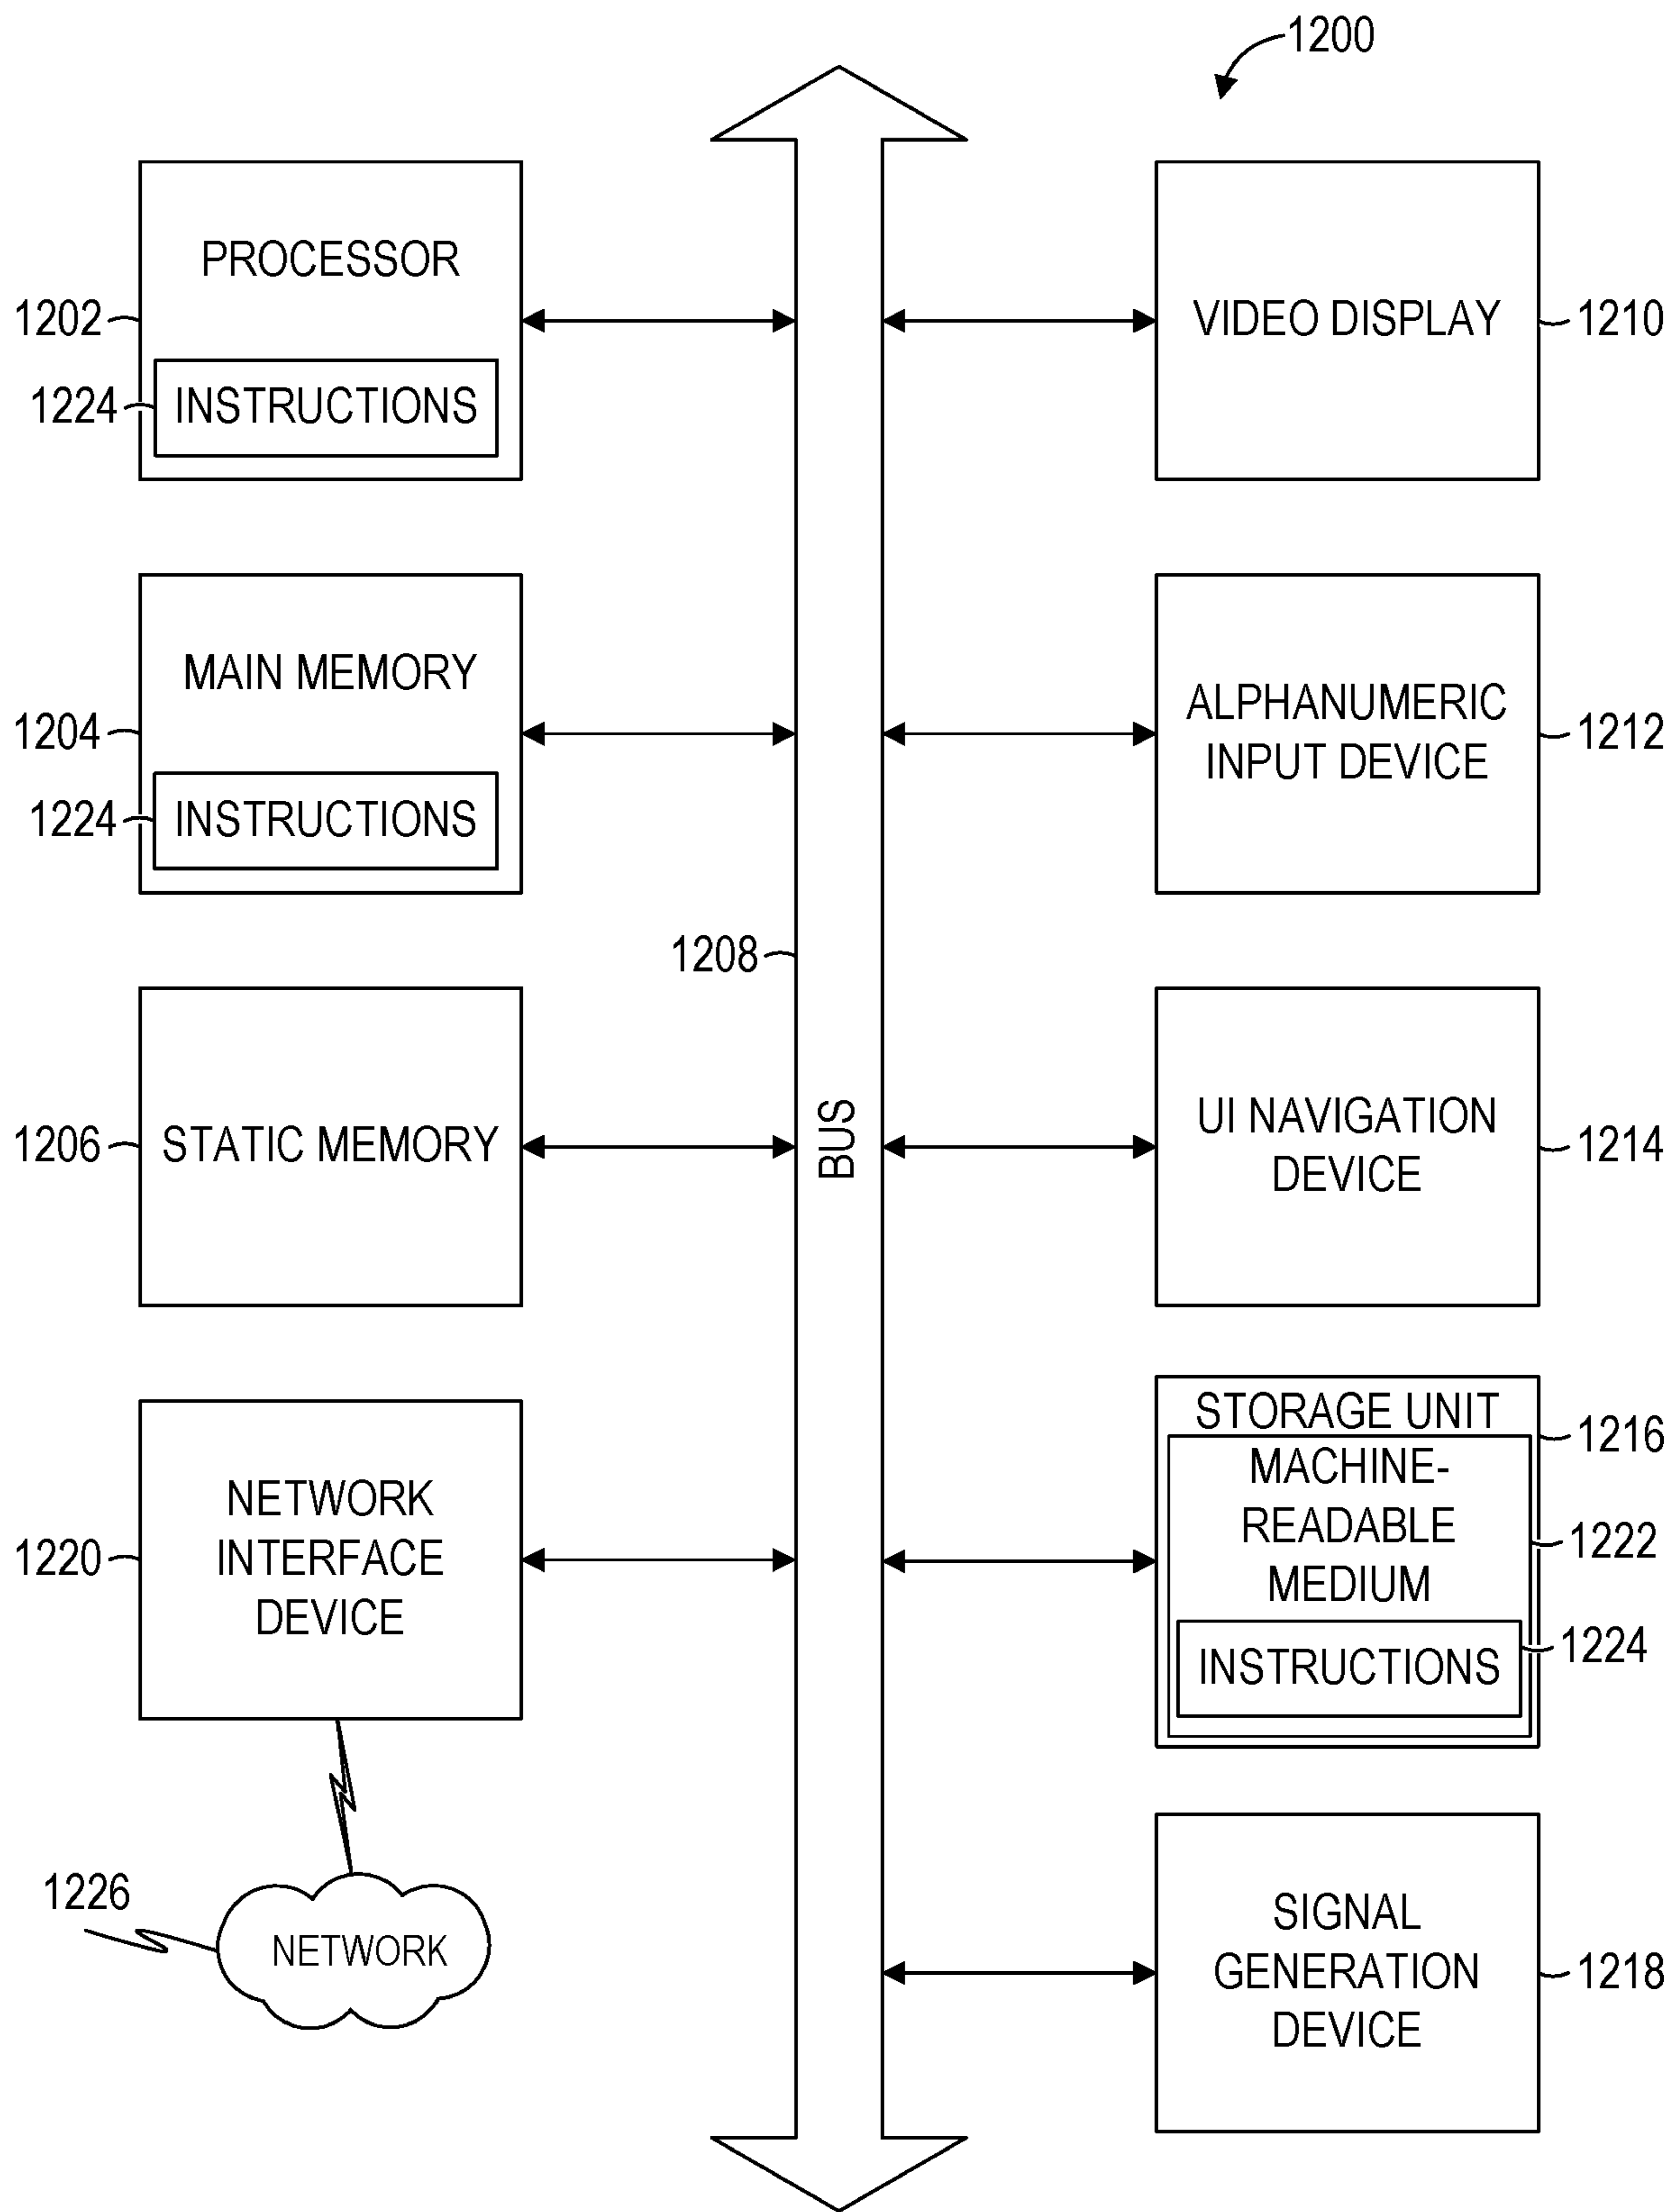 1200
PROCESSOR
1202
1224
INSTRUCTIONS
MAIN MEMORY
1204
1224
INSTRUCTIONS
1206
STATIC MEMORY
NETWORK
INTERFACE
DEVICE
1220
1226
NETWORK
1208
BUS
VIDEO DISPLAY
1210
ALPHANUMERIC
INPUT DEVICE
1212
UI NAVIGATION
DEVICE
1214
STORAGE UNIT
1216
MACHINE-
READABLE
MEDIUM
1222
INSTRUCTIONS
1224
SIGNAL
GENERATION
DEVICE
1218